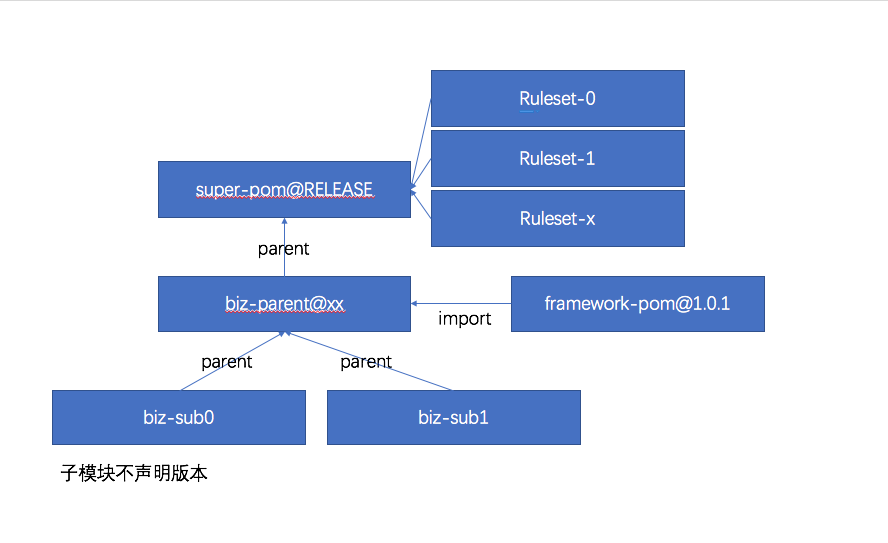 Ruleset-0
Ruleset-1
super-pom@RELEASE
Ruleset-x
parent
biz-parent@xx
framework-pom@1.0.1
import
parent
parent
biz-sub0
biz-sub1
子模块不声明版本